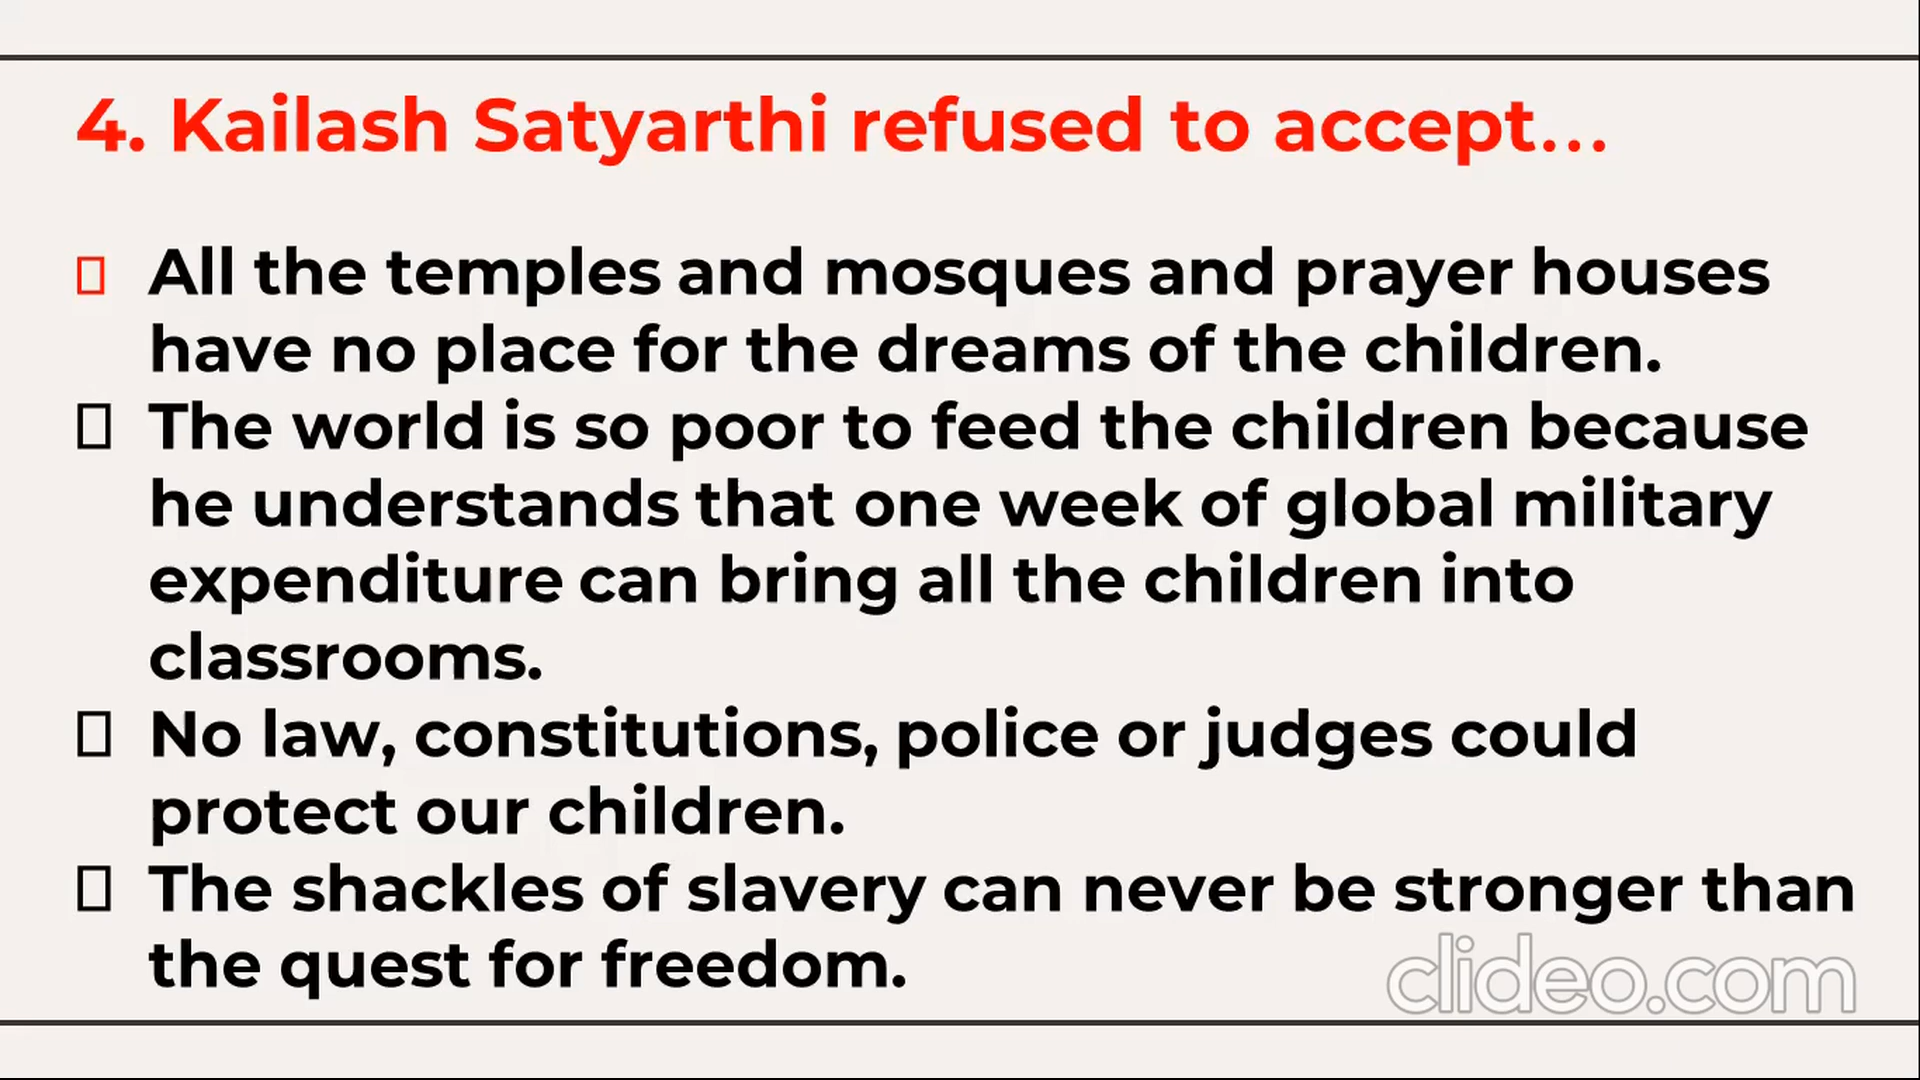 4. Kailash Satyarthi refused to accept...
All the temples and mosques and prayer houses
have no place for the dreams of the children.
The world is so poor to feed the children because
he understands that one week of global military
expenditure can bring all the children into
classrooms.
No law, constitutions, police or judges could
protect our children.
The shackles of slavery can never be stronger than
the quest for freedom.
clideo.com